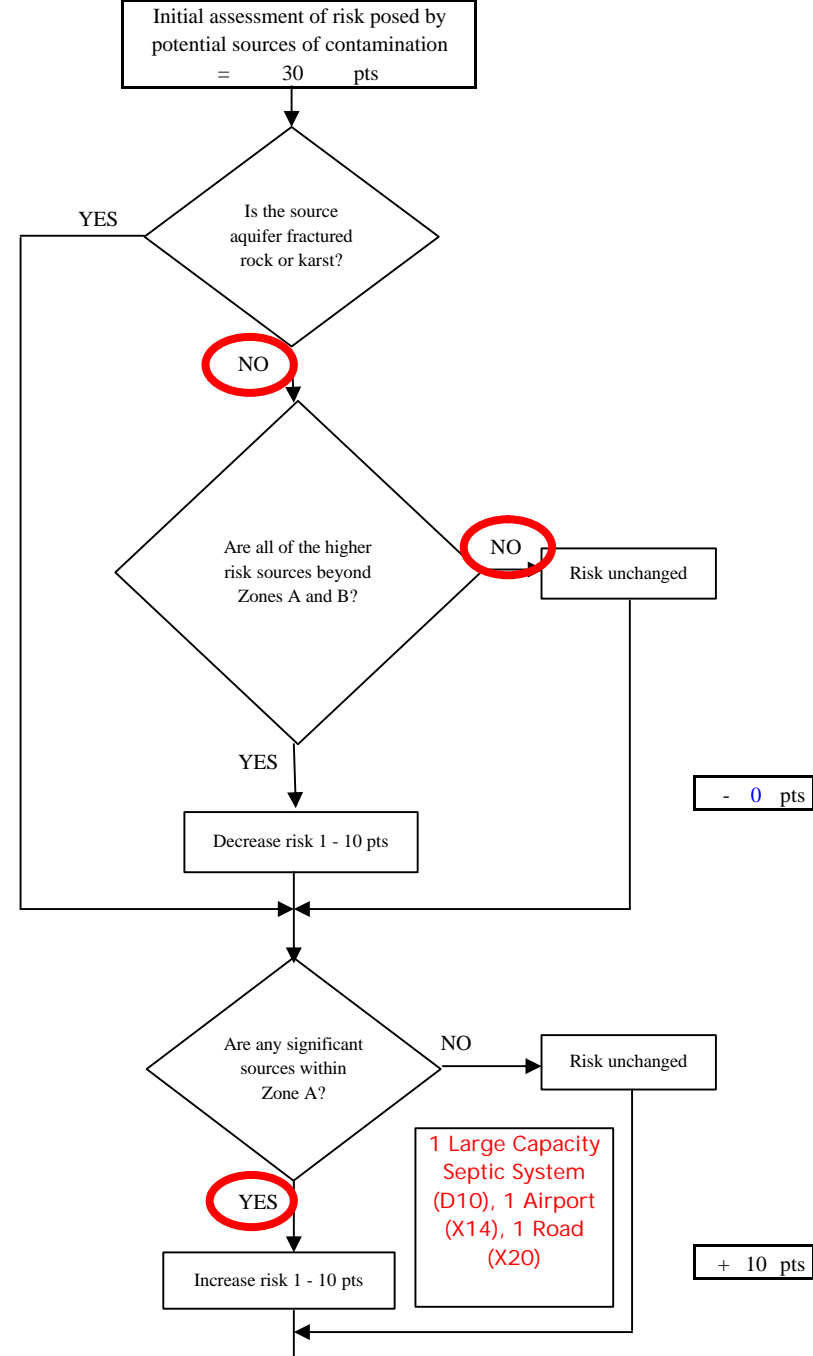 Initial assessment of risk posed by
potential sources of contamination
= 30 pts
YES
Is the source
aquifer fractured
rock or karst?
NO
Are all of the higher
risk sources beyond
Zones A and B?
NO
Risk unchanged
YES
- 0 pts
Decrease risk 1 - 10 pts
Are any significant
sources within
Zone A?
NO
Risk unchanged
1 Large Capacity
Septic System
(D10), 1 Airport
(X14), 1 Road
(X20)
YES
+ 10 pts
Increase risk 1 - 10 pts